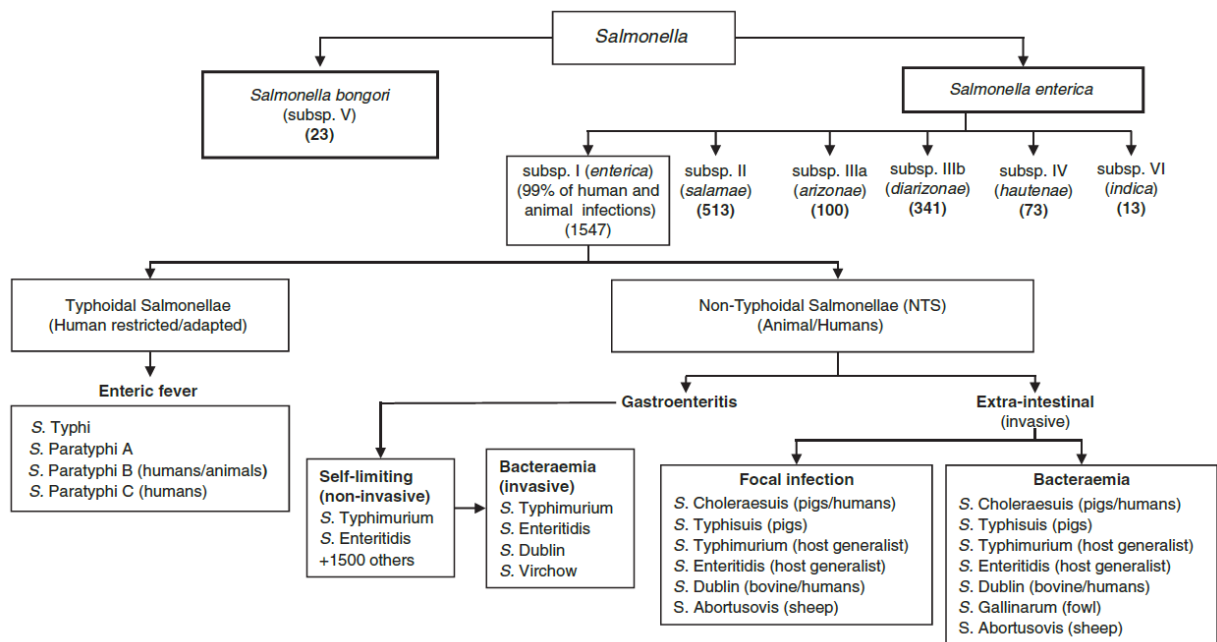 Salmonella
Salmonella bongori
(subsp. V)
(23)
Salmonella enterica
subsp. I (enterica)
(99% of human and
animal infections)
(1547)
subsp. II
(salamae)
(513)
subsp. IIIa
(arizonae)
(100)
subsp. IIIb
(diarizonae)
(341)
subsp. IV
(hautenae)
(73)
subsp. VI
(indica)
(13)
Typhoidal Salmonellae
(Human restricted/adapted)
Non-Typhoidal Salmonellae (NTS)
(Animal/Humans)
Enteric fever
S. Typhi
S. Paratyphi A
S. Paratyphi B (humans/animals)
S. Paratyphi C (humans)
Gastroenteritis
Extra-intestinal
(invasive)
Self-limiting
(non-invasive)
S. Typhimurium
S. Enteritidis
+1500 others
Bacteraemia
(invasive)
S. Typhimurium
S. Enteritidis
S. Dublin
S. Virchow
Focal infection
S. Choleraesuis (pigs/humans)
S. Typhisuis (pigs)
S. Typhimurium (host generalist)
S. Enteritidis (host generalist)
S. Dublin (bovine/humans)
S. Abortusovis (sheep)
Bacteraemia
S. Choleraesuis (pigs/humans)
S. Typhisuis (pigs)
S. Typhimurium (host generalist)
S. Enteritidis (host generalist)
S. Dublin (bovine/humans)
S. Gallinarum (fowl)
S. Abortusovis (sheep)